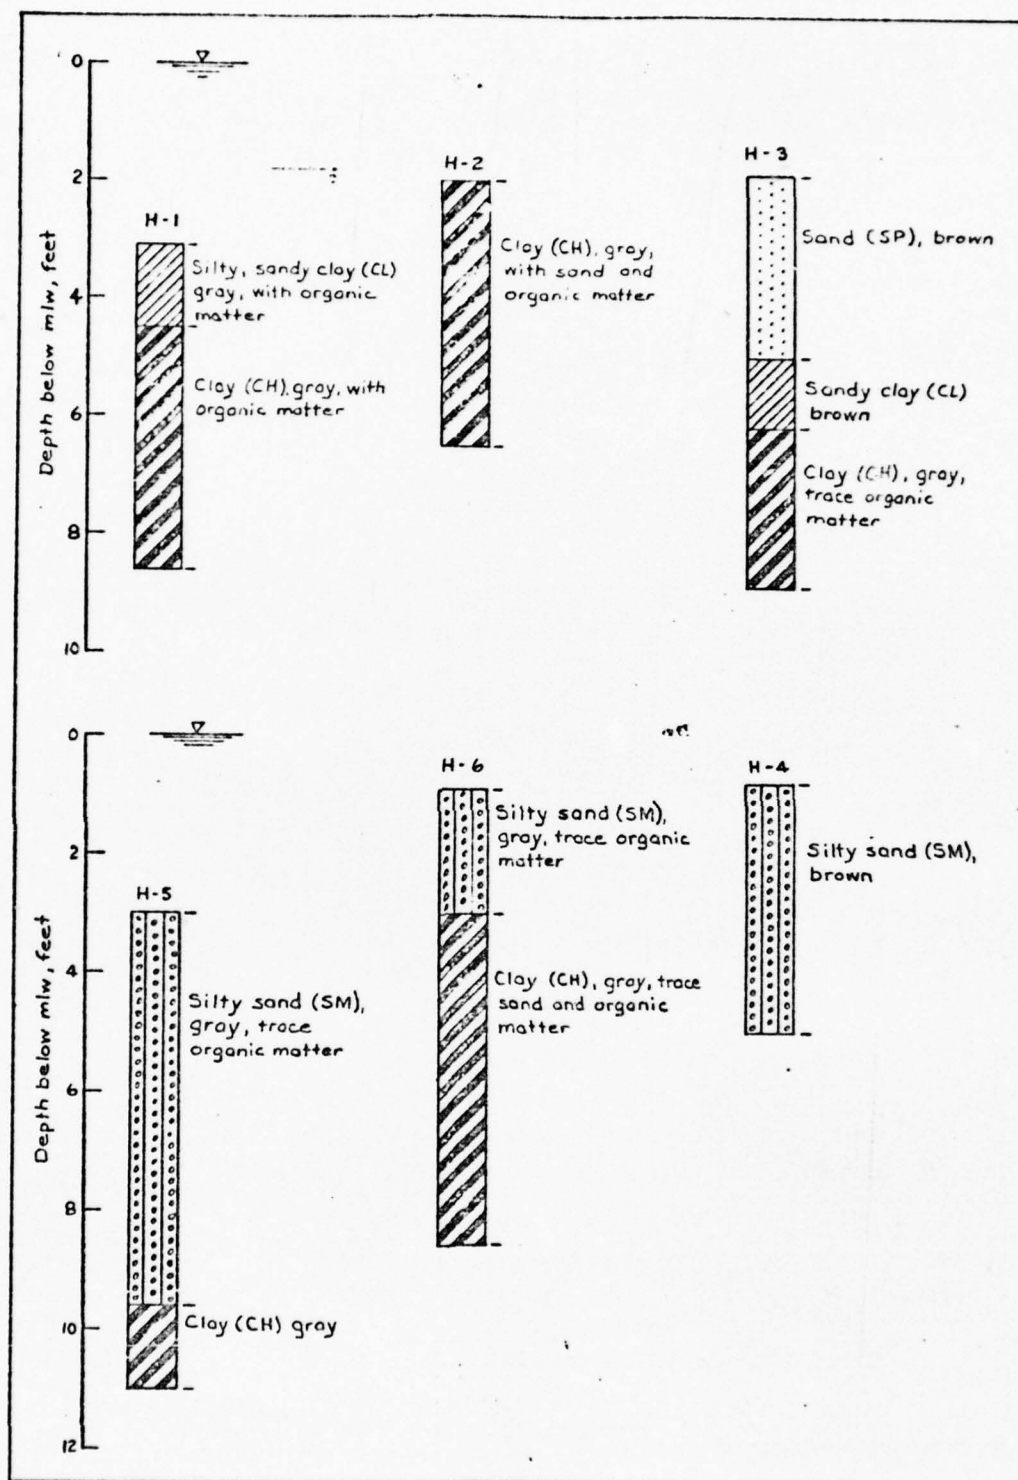 0
2
4
6
8
10
Depth below mlw, feet
H-1
Silty, sandy clay (CL)
gray, with organic
matter
Clay (CH), gray, with
organic matter
H-2
Clay (CH), gray,
with sand and
organic matter
H-3
Sand (SP), brown
Sandy clay (CL)
brown
Clay (CH), gray,
trace organic
matter
0
2
4
6
8
10
12
Depth below mlw, feet
H-5
Silty sand (SM),
gray, trace
organic matter
Clay (CH) gray
H-6
Silty sand (SM),
gray, trace organic
matter
Clay (CH), gray, trace
sand and organic
matter
H-4
Silty sand (SM),
brown